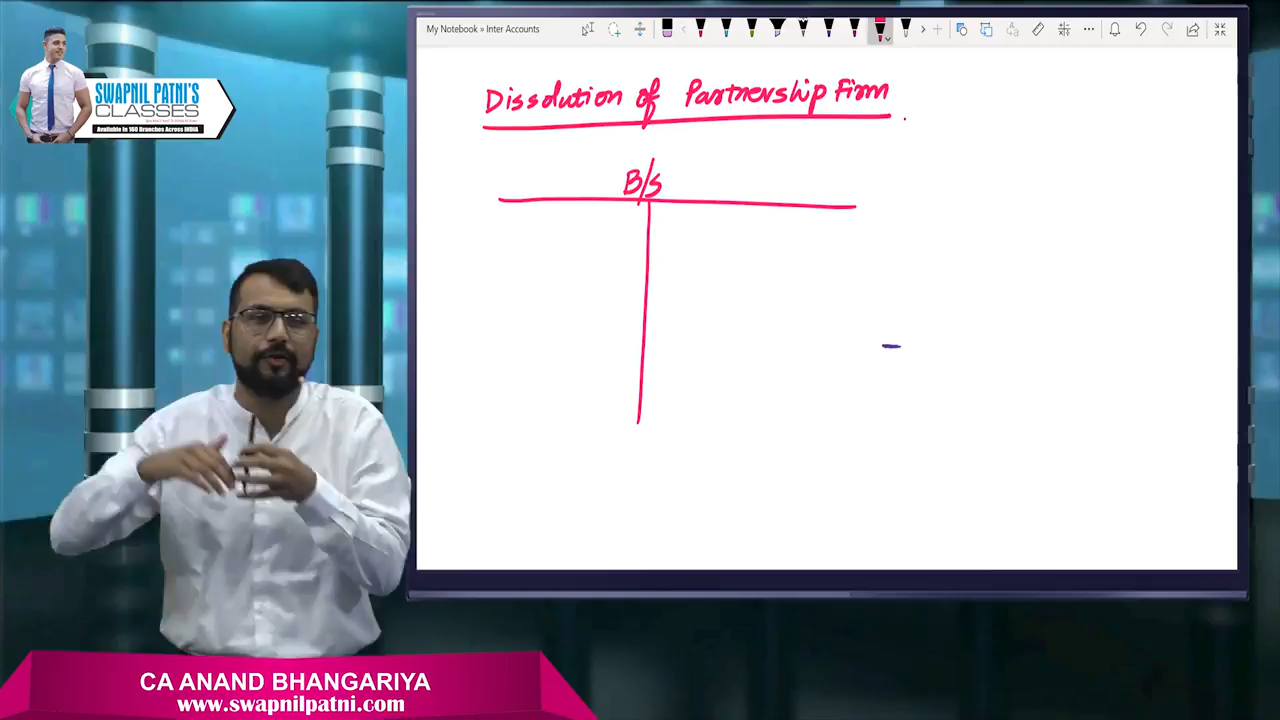 My Notebook » Inter Accounts
SWAPNIL PATNI'S
CLASSES
Available in 160 Branches Across INDIA
Dissolution of Partnership Firm
B/S
CA ANAND BHANGARIYA
www.swapnilpatni.com